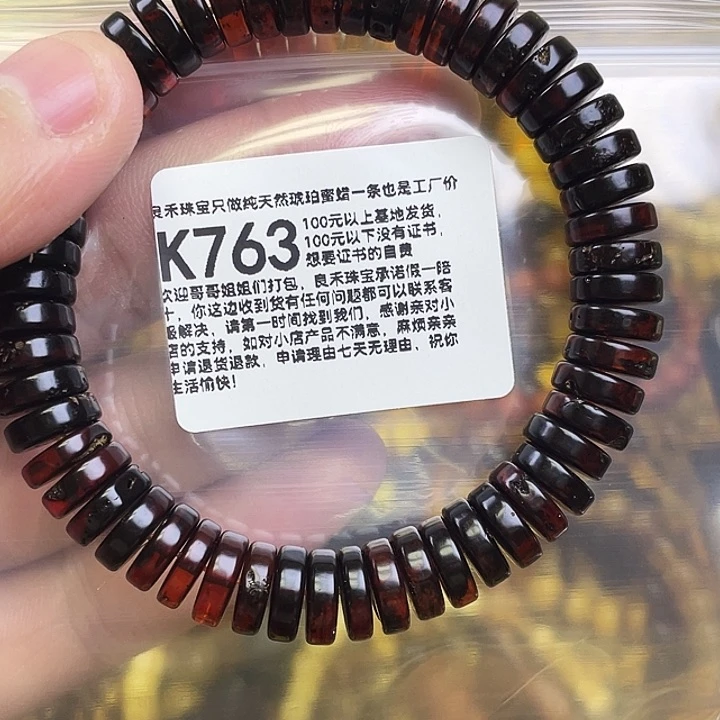 良禾珠宝只做纯天然琥珀蜜蜡一条也是工厂价
K763
100元以上基地发货，
100元以下没有证书，
想要证书的自费
欢迎哥哥姐姐们打包，良禾珠宝承诺假一赔
十，你这边收到货有任何问题都可以联系客
服解决，请第一时间找到我们，感谢亲对小
店的支持，如对小店产品不满意，麻烦亲亲
申请退货退款，申请理由七天无理由、祝你
生活愉快！